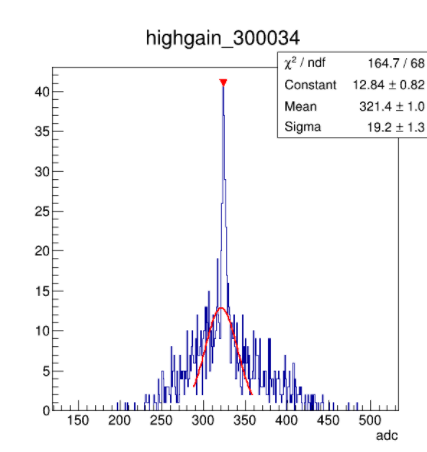 highgain_300034
χ² / ndf 164.7 / 68
Constant 12.84 ± 0.82
Mean 321.4 ± 1.0
Sigma 19.2 ± 1.3
40
35
30
25
20
15
10
5
0
150 200 250 300 350 400 450 500
adc